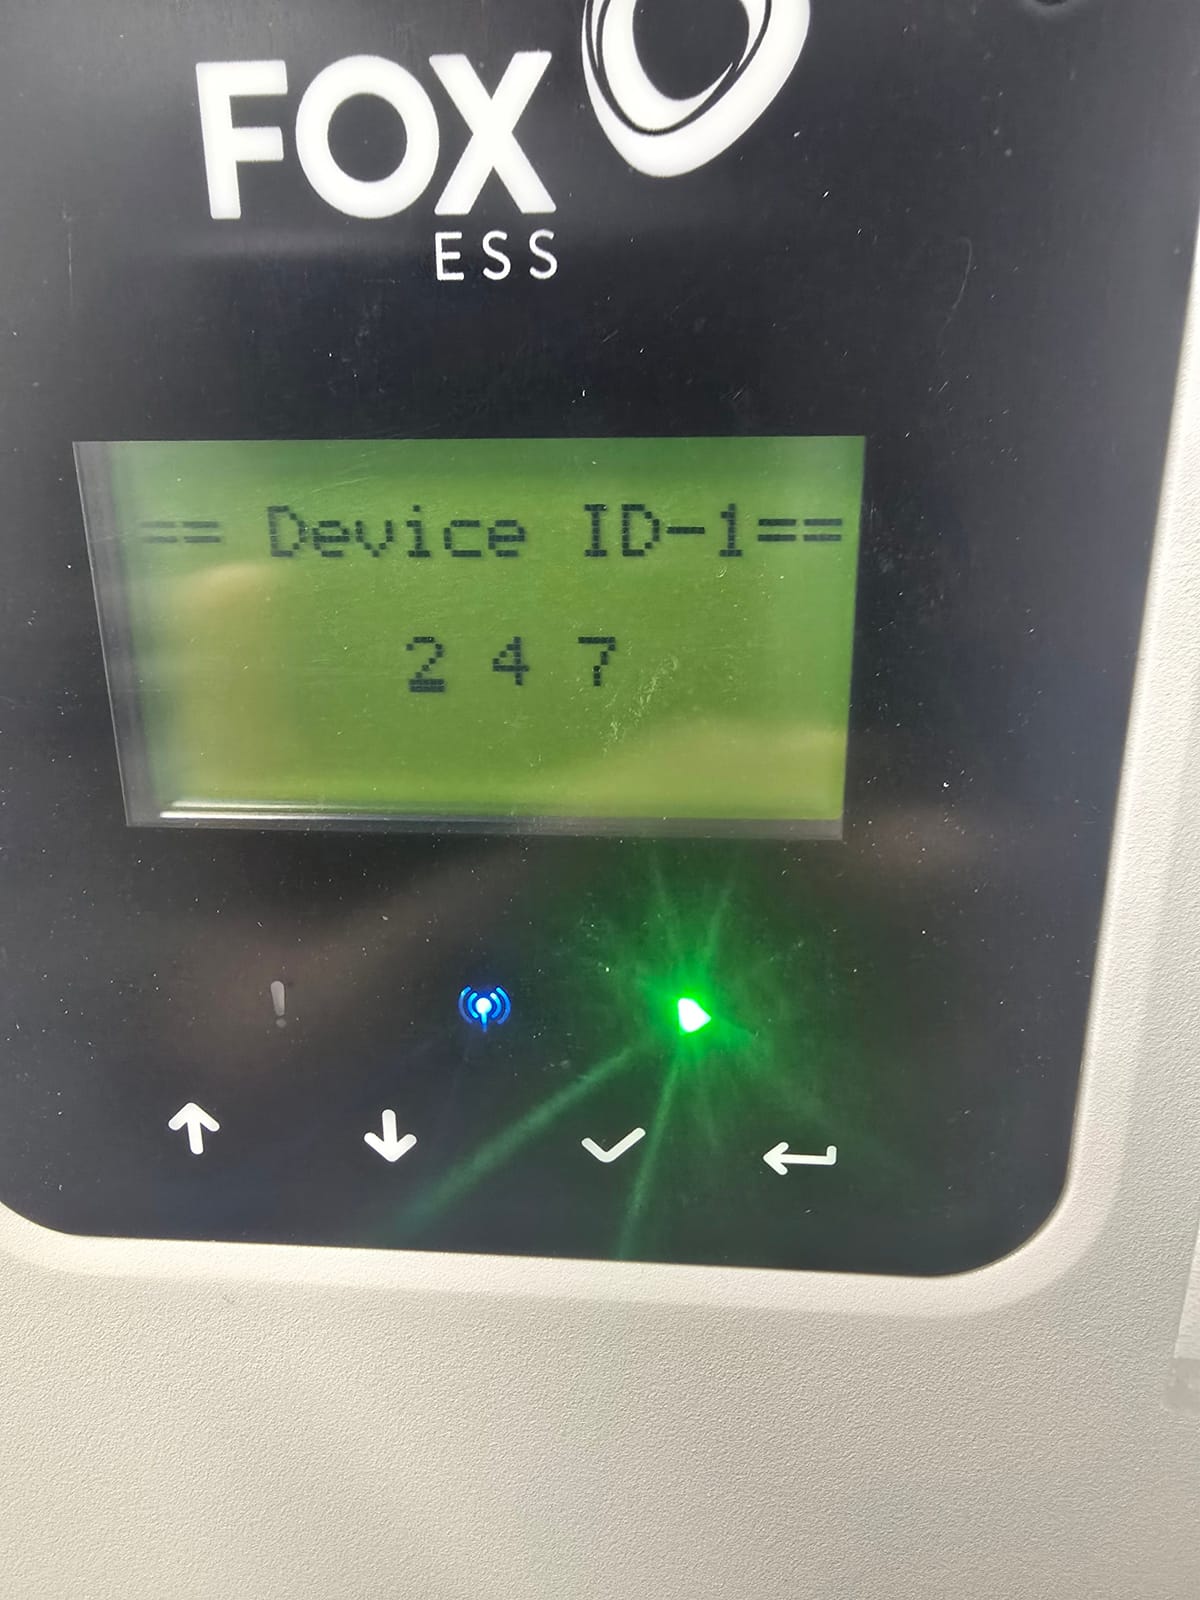 FOX
ESS
== Device ID-1==
2 4 7